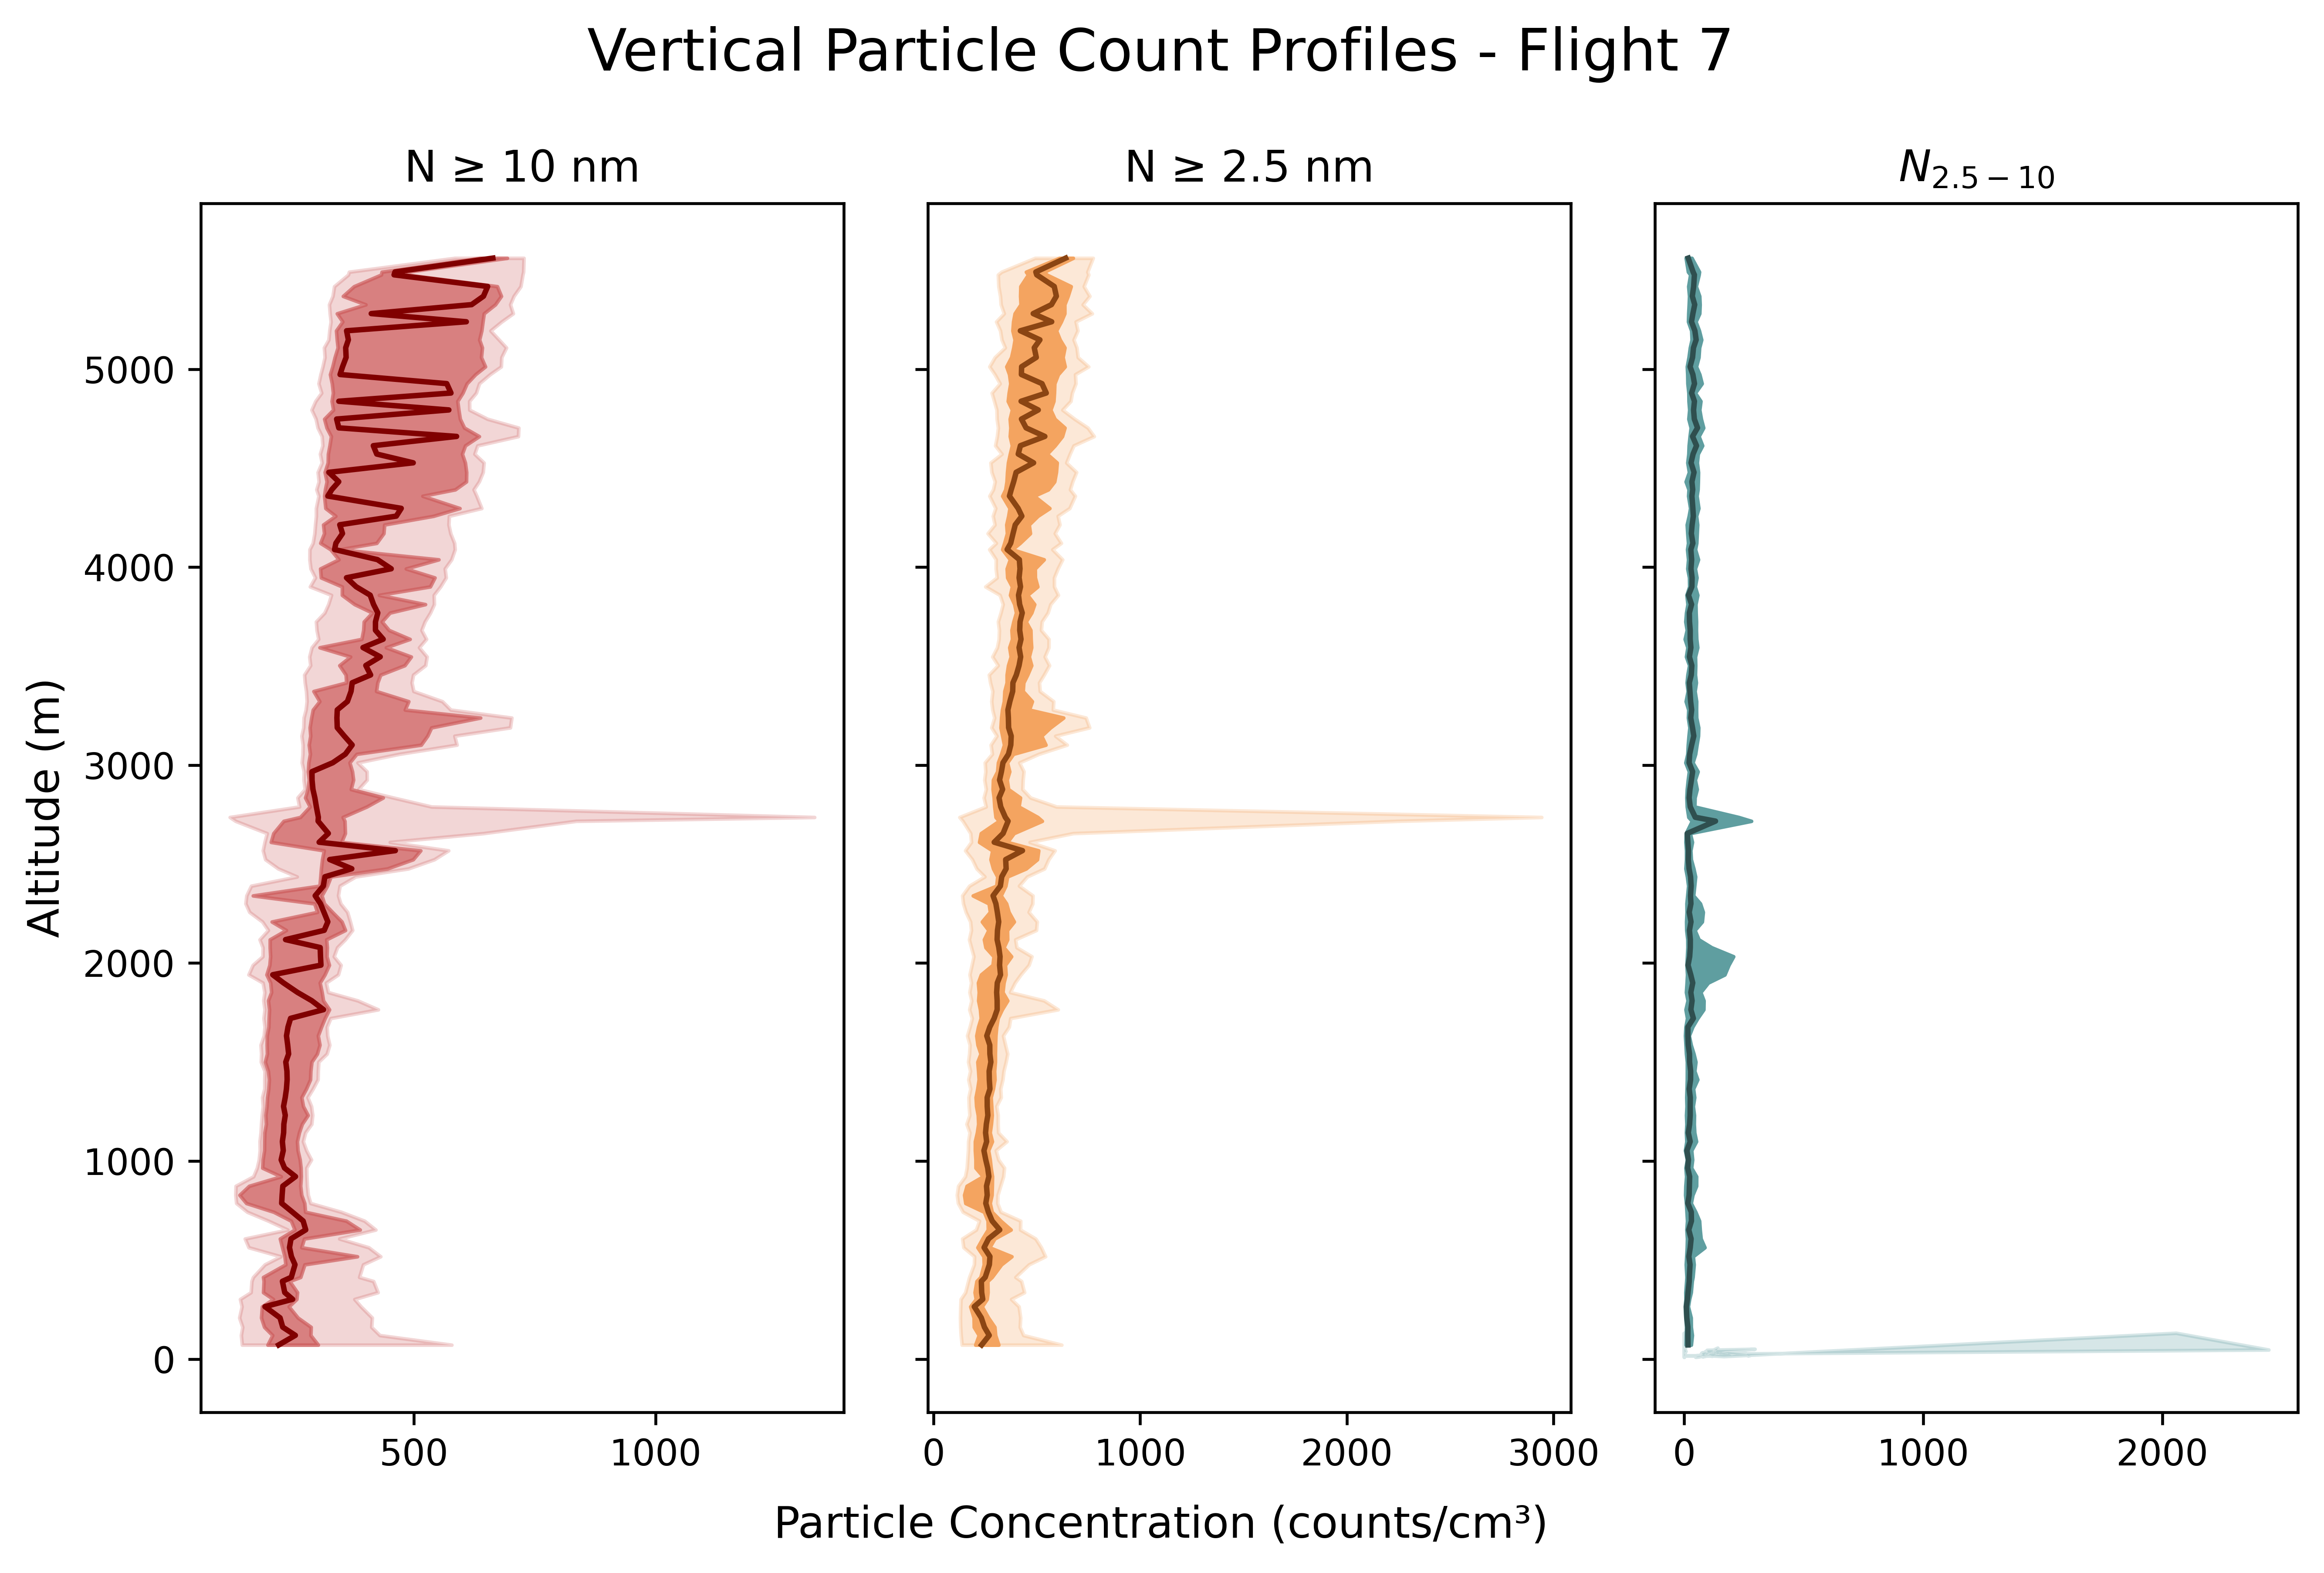 Vertical Particle Count Profiles - Flight 7
N ≥ 10 nm
N ≥ 2.5 nm
N₂.₅₋₁₀
Altitude (m)
5000
4000
3000
2000
1000
0
500 1000
0 1000 2000 3000
0 1000 2000
Particle Concentration (counts/cm³)